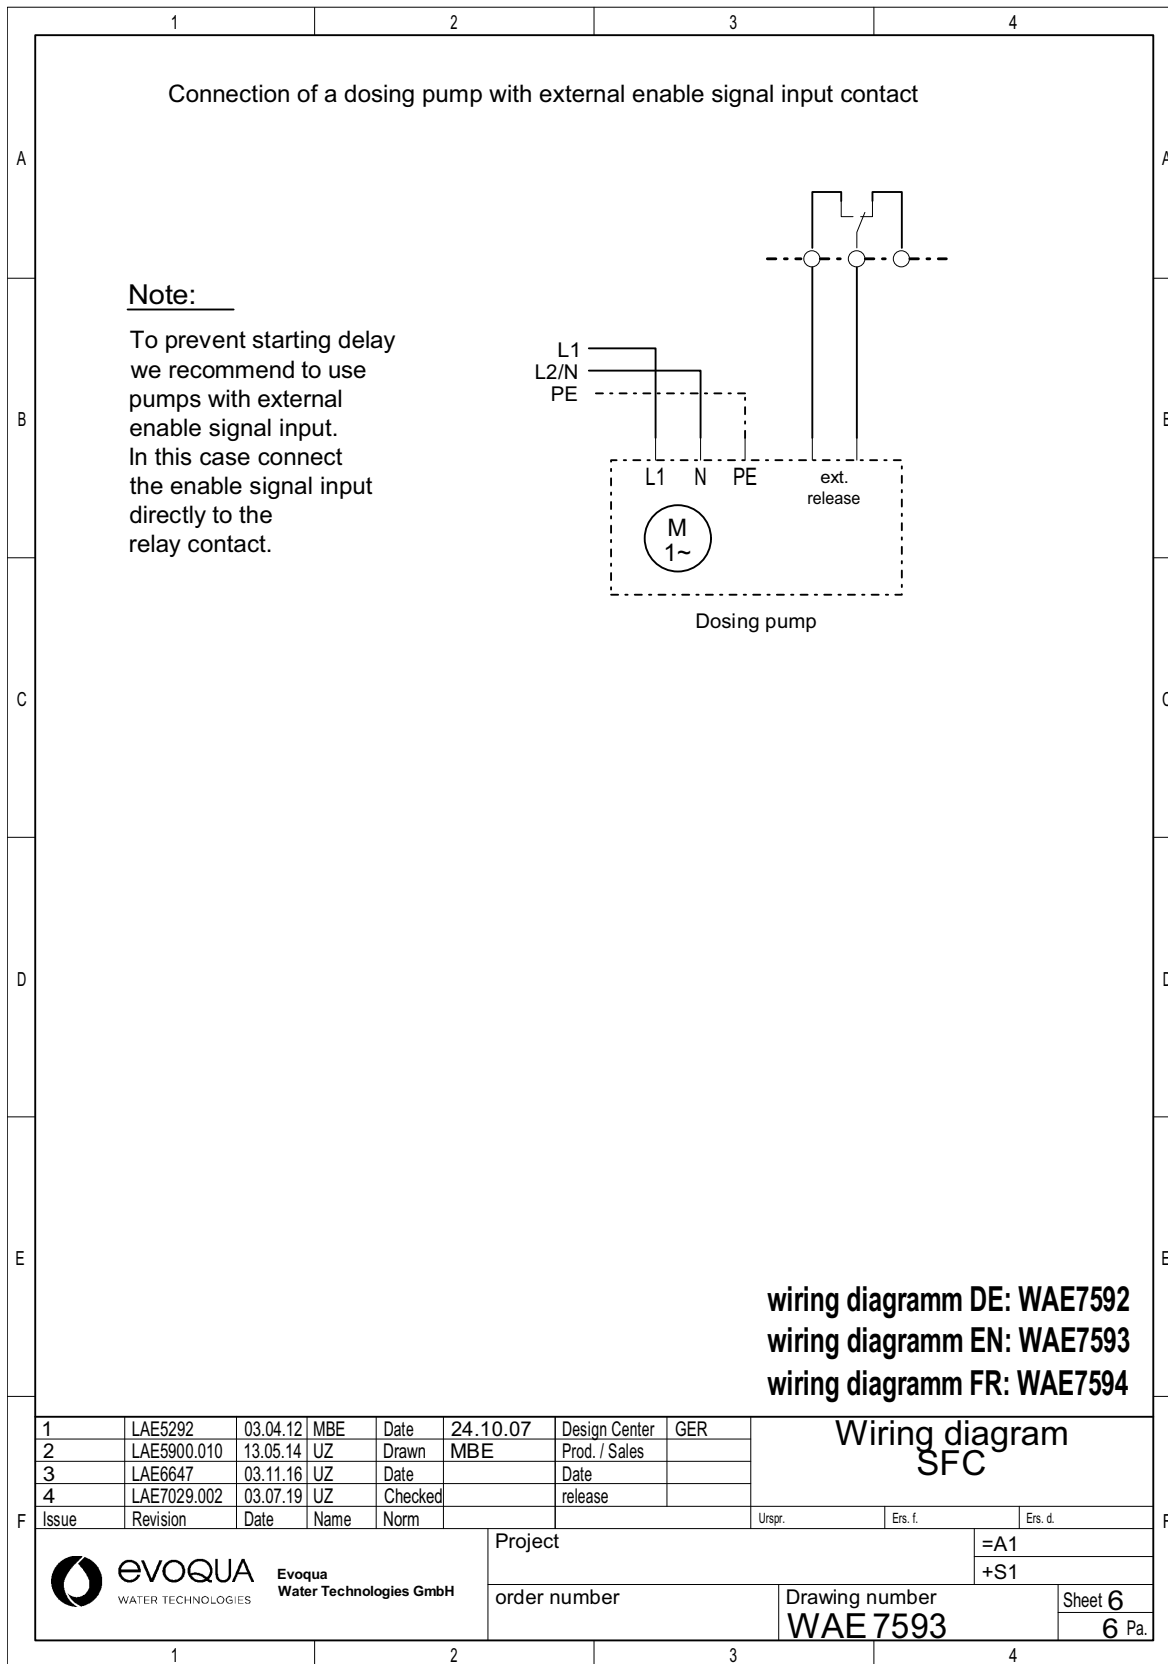 1 2 3 4
Connection of a dosing pump with external enable signal input contact
A A
Note:
To prevent starting delay
we recommend to use
pumps with external
enable signal input.
In this case connect
the enable signal input
directly to the
relay contact.
L1
L2/N
PE
B
L1 N PE ext.
release
M
1~
Dosing pump
C
D
E
wiring diagramm DE: WAE7592
wiring diagramm EN: WAE7593
wiring diagramm FR: WAE7594
1 LAE5292 03.04.12 MBE Date 24.10.07 Design Center GER
2 LAE5900.010 13.05.14 UZ Drawn MBE Prod. / Sales
3 LAE6647 03.11.16 UZ Date Date
4 LAE7029.002 03.07.19 UZ Checked release
Issue Revision Date Name Norm
Wiring diagram
SFC
Urspr. Ers. f. Ers. d.
F F
evoQUA
WATER TECHNOLOGIES
Evoqua
Water Technologies GmbH
Project
=A1
+S1
order number
Drawing number
WAE7593
Sheet 6
6 Pa.
1 2 3 4